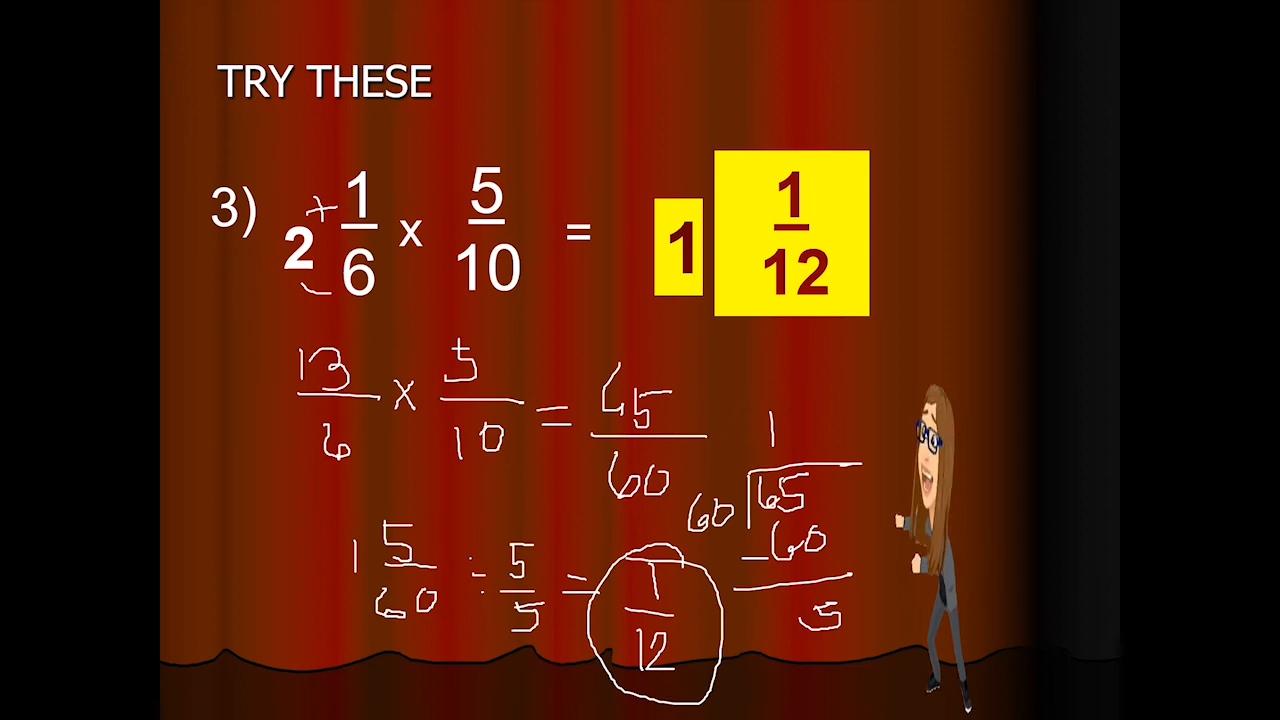 TRY THESE
3) 2 1/6 x 5/10 = 1 1/12
13/6 x 5/10 = 65/60
1
60 65
-60
5
1 5/60 ÷ 5/5 = 1/12